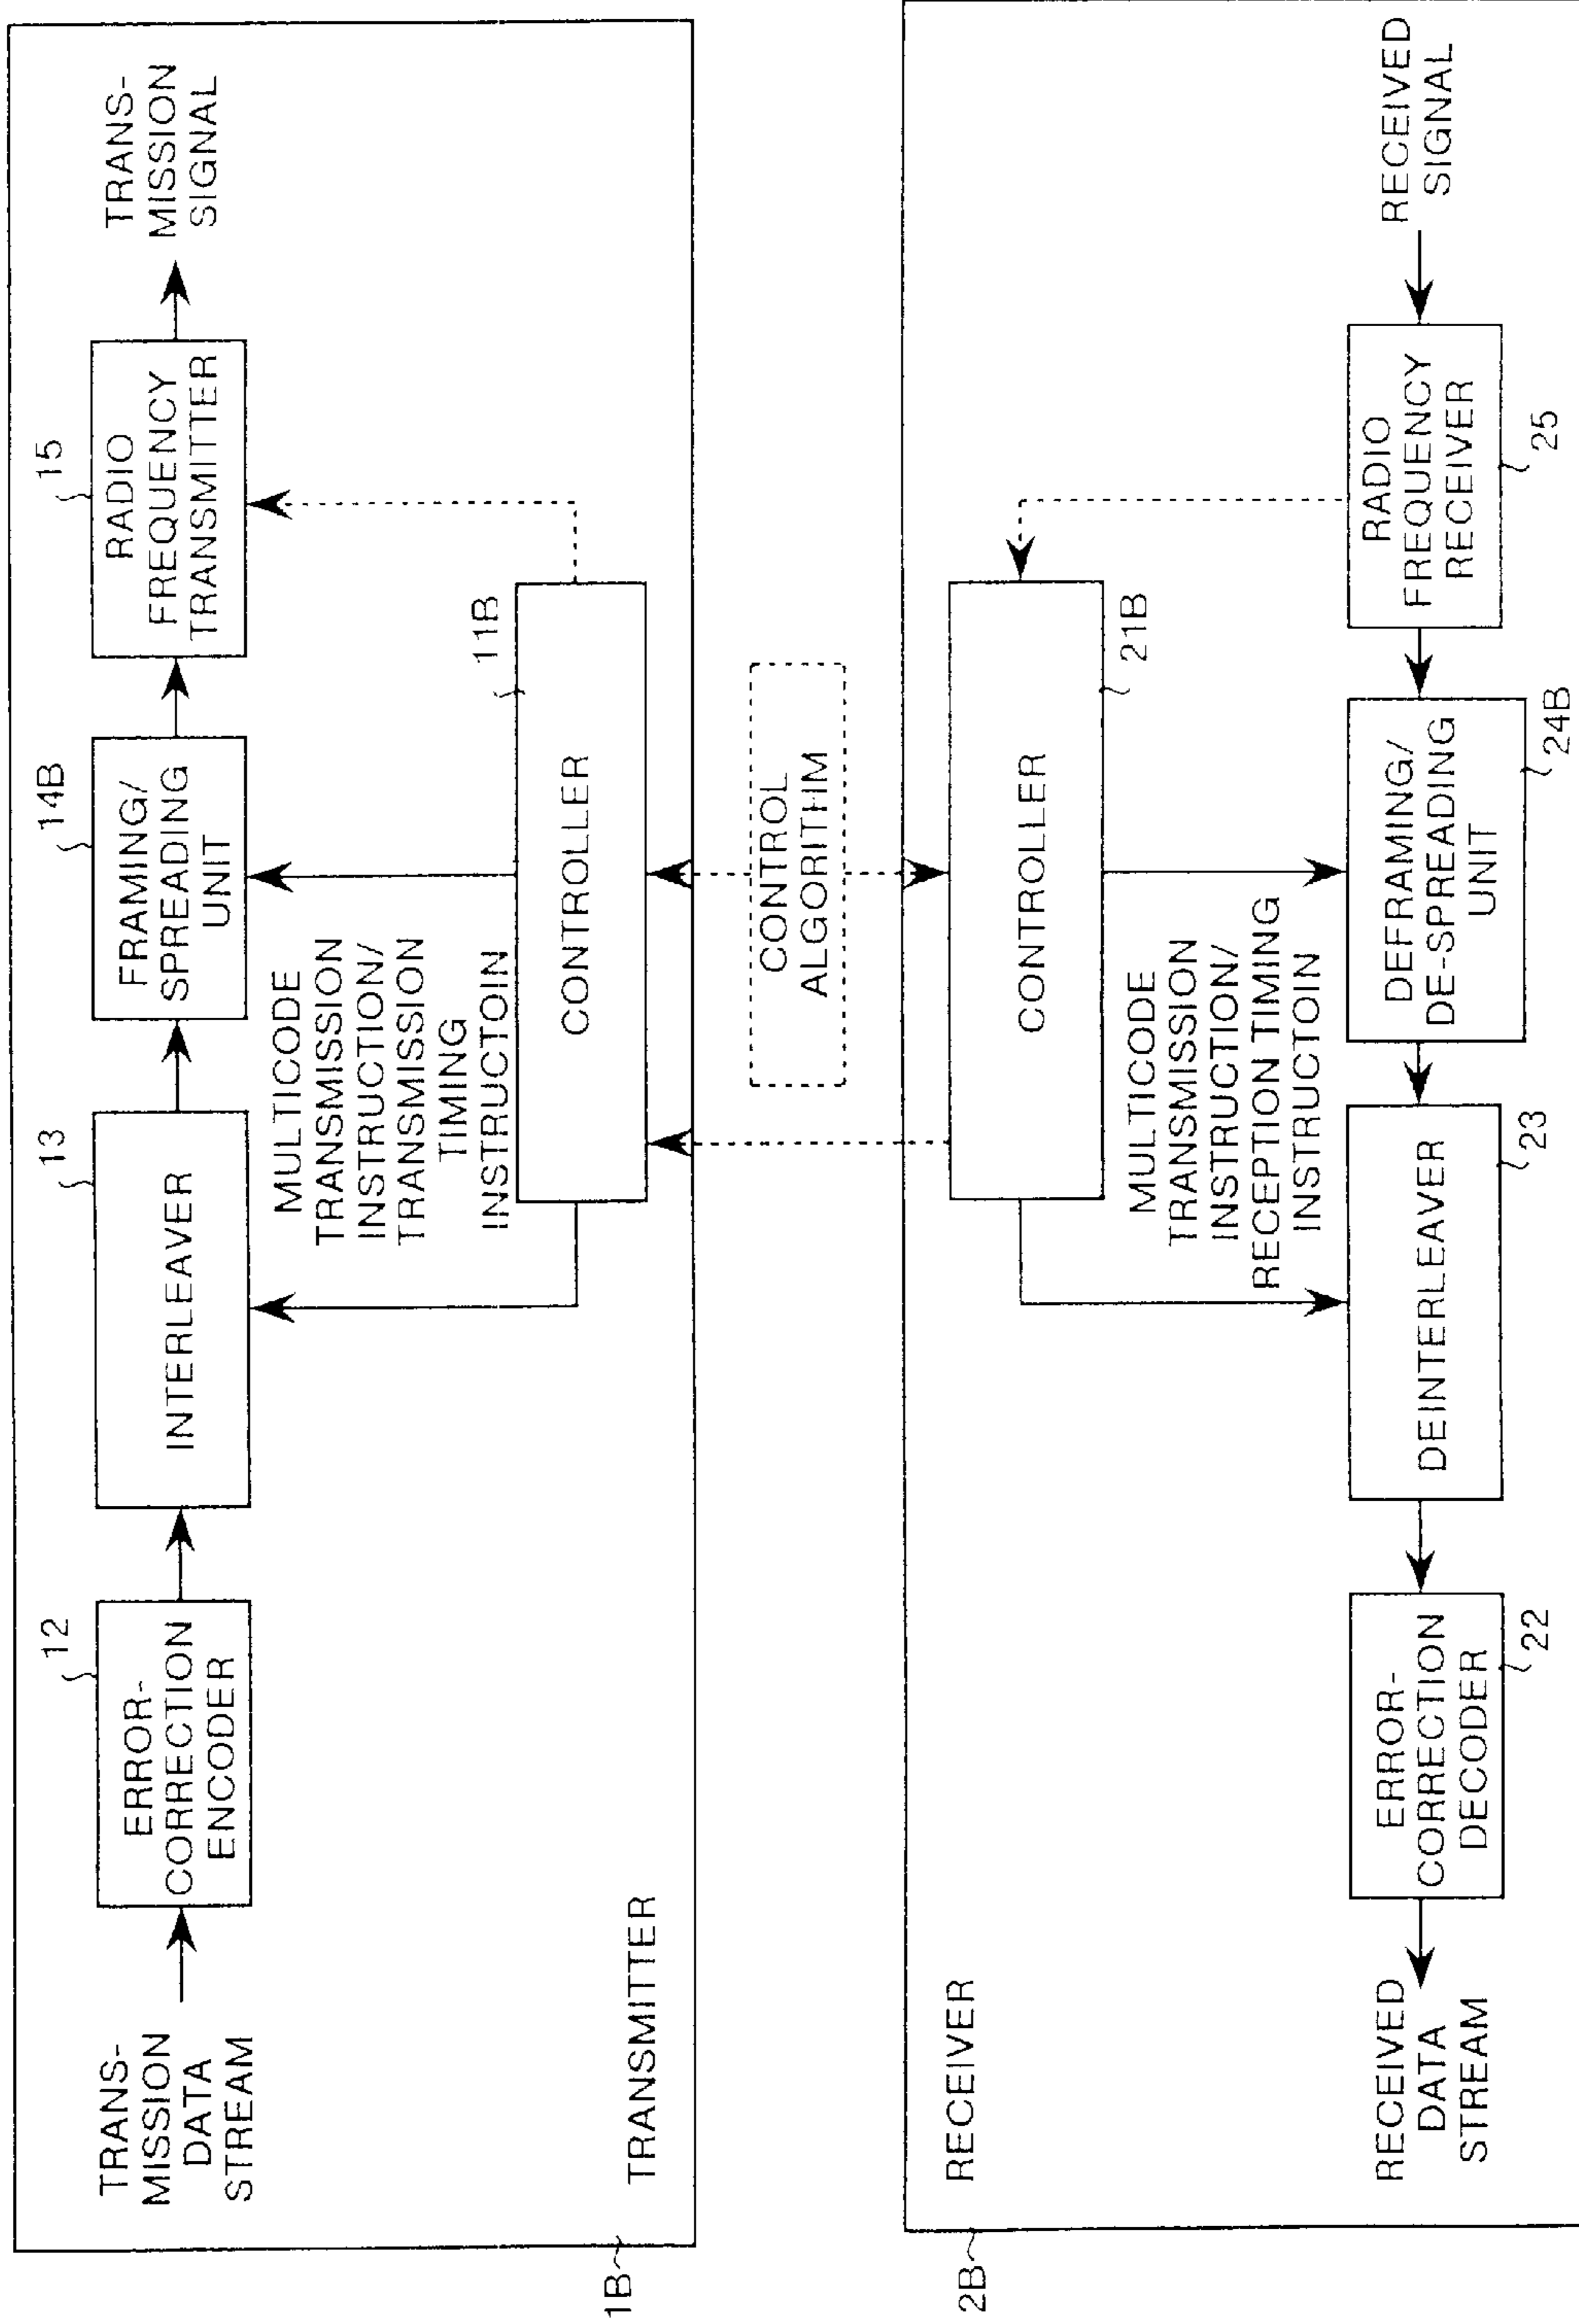 TRANS-
MISSION
DATA
STREAM
12
ERROR-
CORRECTION
ENCODER
13
INTERLEAVER
14B
FRAMING/
SPREADING
UNIT
15
RADIO
FREQUENCY
TRANSMITTER
TRANS-
MISSION
SIGNAL
MULTICODE
TRANSMISSION
INSTRUCTION/
TRANSMISSION
TIMING
INSTRUCTOIN
11B
CONTROLLER
TRANSMITTER
1B
CONTROL
ALGORITHM
2B
RECEIVER
CONTROLLER
21B
MULTICODE
TRANSMISSION
INSTRUCTION/
RECEPTION TIMING
INSTRUCTOIN
RECEIVED
DATA
STREAM
ERROR-
CORRECTION
DECODER
22
DEINTERLEAVER
23
DEFRAMING/
DE-SPREADING
UNIT
24B
RADIO
FREQUENCY
RECEIVER
25
RECEIVED
SIGNAL